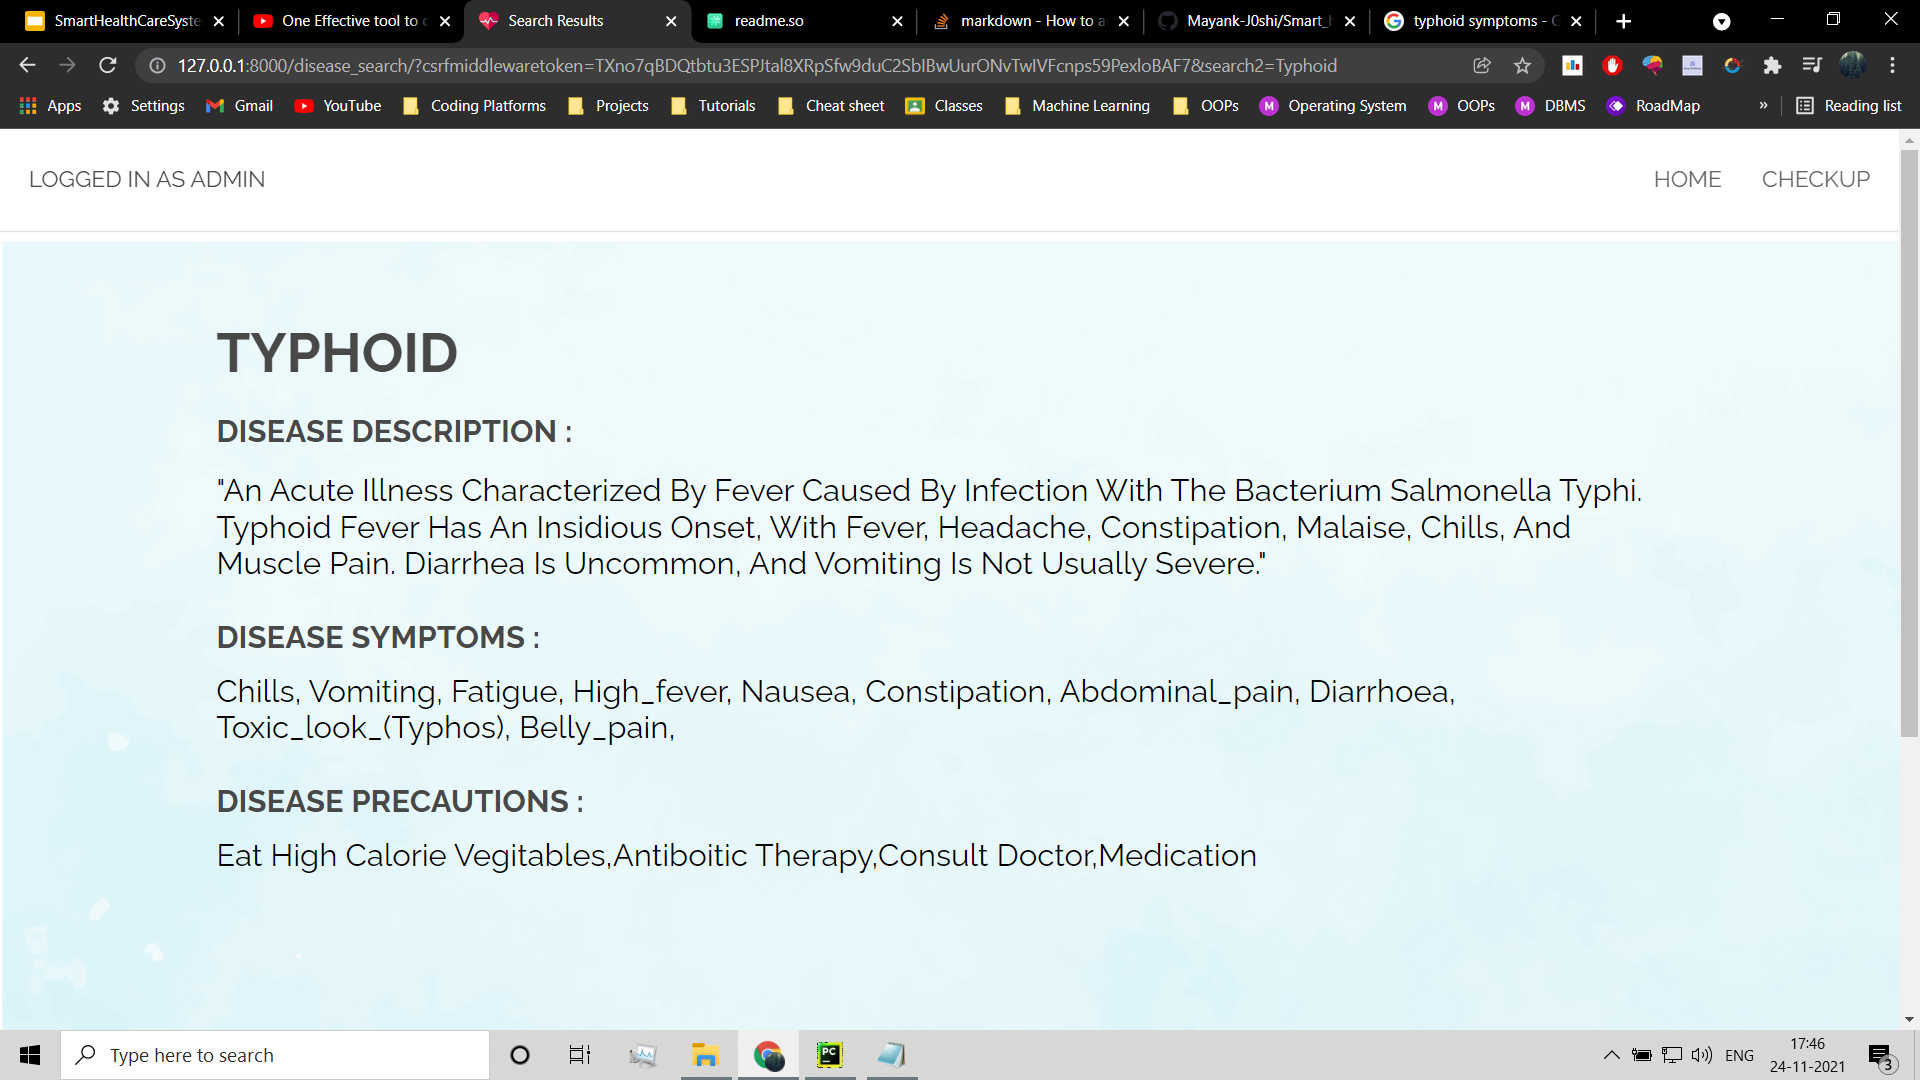 SmartHealthCareSyste
One Effective tool to c
Search Results
readme.so
markdown - How to a
Mayank-J0shi/Smart_h
typhoid symptoms - G
127.0.0.1:8000/disease_search/?csrfmiddlewaretoken=TXno7qBDQtbtu3ESPJtal8XRpSfw9duC2SbIBwUurONvTwlVFcnps59PexloBAF7&search2=Typhoid
Apps Settings Gmail YouTube Coding Platforms Projects Tutorials Cheat sheet Classes Machine Learning OOPs Operating System OOPs DBMS RoadMap » Reading list
LOGGED IN AS ADMIN
HOME CHECKUP
TYPHOID
DISEASE DESCRIPTION :
"An Acute Illness Characterized By Fever Caused By Infection With The Bacterium Salmonella Typhi.
Typhoid Fever Has An Insidious Onset, With Fever, Headache, Constipation, Malaise, Chills, And
Muscle Pain. Diarrhea Is Uncommon, And Vomiting Is Not Usually Severe."
DISEASE SYMPTOMS :
Chills, Vomiting, Fatigue, High_fever, Nausea, Constipation, Abdominal_pain, Diarrhoea,
Toxic_look_(Typhos), Belly_pain,
DISEASE PRECAUTIONS :
Eat High Calorie Vegitables,Antiboitic Therapy,Consult Doctor,Medication
Type here to search
PC
ENG
17:46
24-11-2021
3